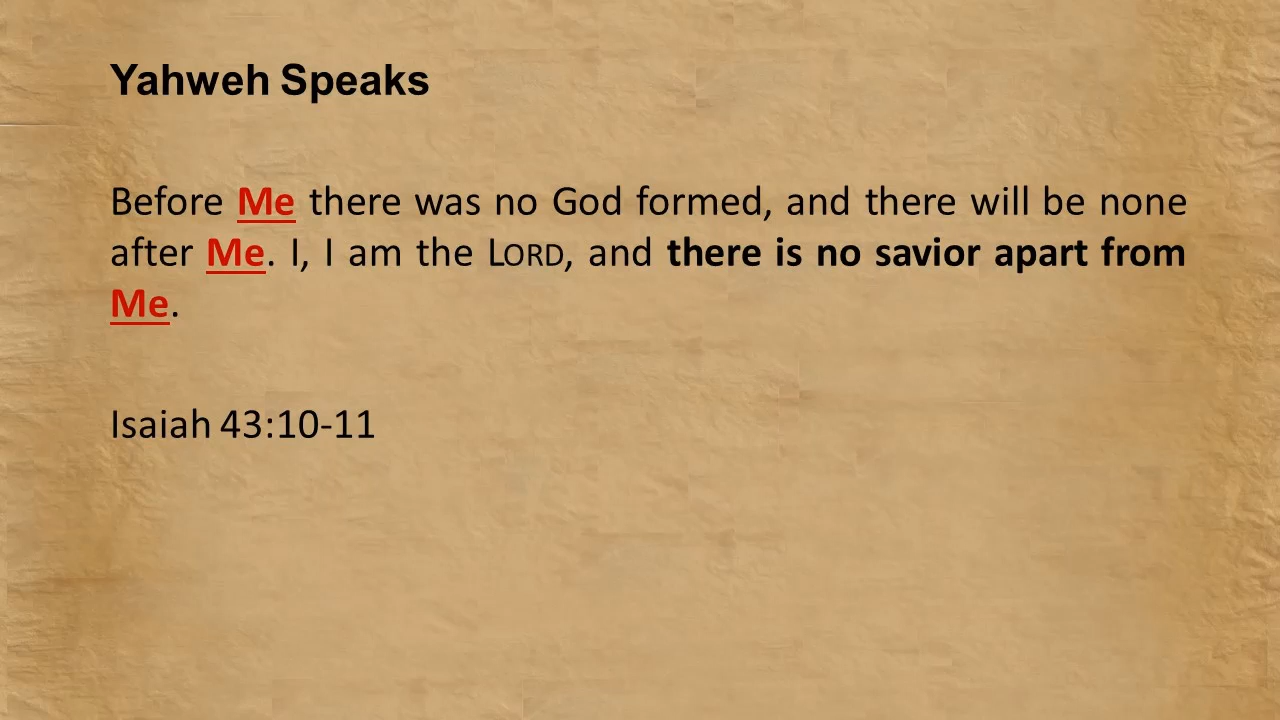 Yahweh Speaks
Before Me there was no God formed, and there will be none
after Me. I, I am the LORD, and there is no savior apart from
Me.
Isaiah 43:10-11